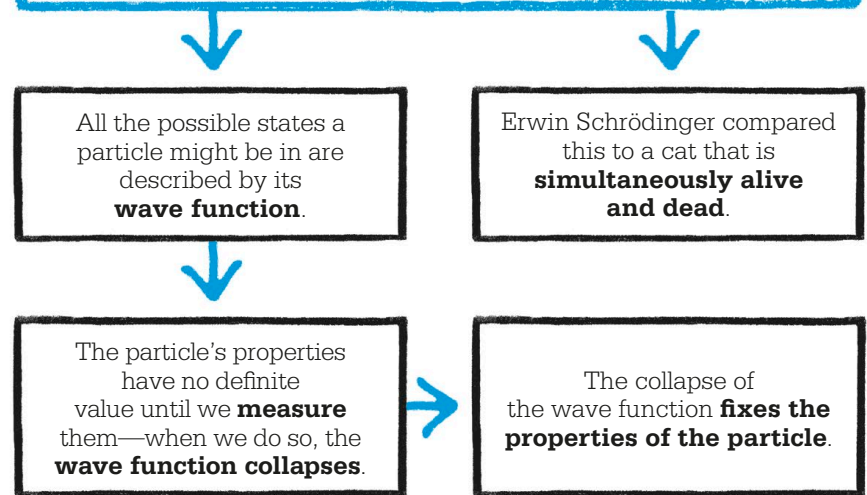 All the possible states a
particle might be in are
described by its
wave function.
Erwin Schrödinger compared
this to a cat that is
simultaneously alive
and dead.
The particle’s properties
have no definite
value until we measure
them—when we do so, the
wave function collapses.
The collapse of
the wave function fixes the
properties of the particle.